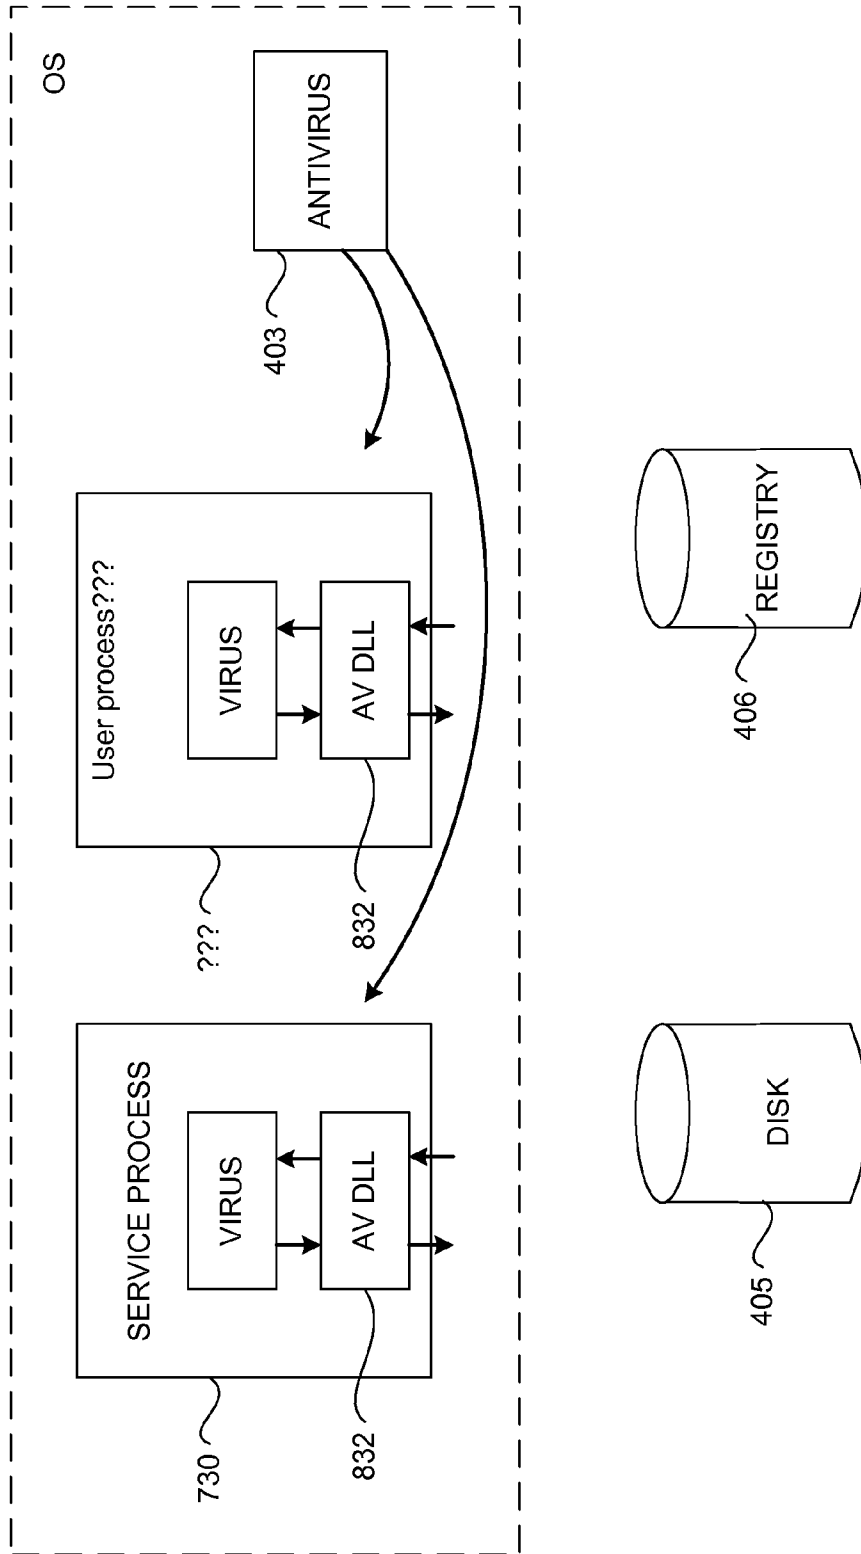 OS
SERVICE PROCESS
VIRUS
AV DLL
730
832
User process???
VIRUS
AV DLL
???
832
ANTIVIRUS
403
DISK
405
REGISTRY
406